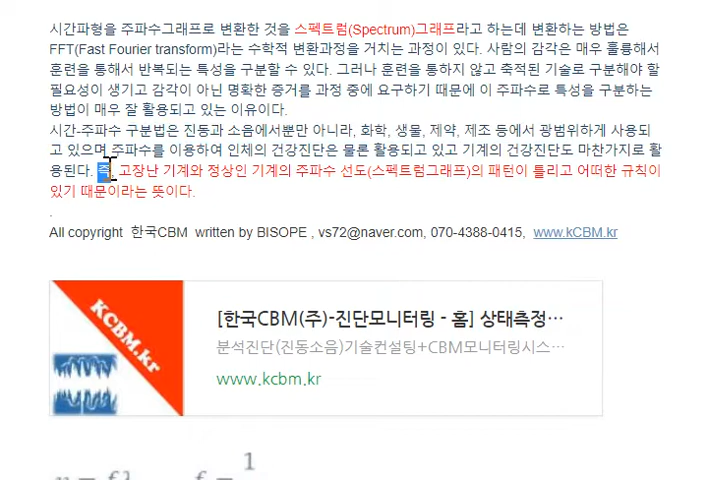 시간파형을 주파수그래프로 변환한 것을 스펙트럼(Spectrum)그래프라고 하는데 변환하는 방법은
FFT(Fast Fourier transform)라는 수학적 변환과정을 거치는 과정이 있다. 사람의 감각은 매우 훌륭해서
훈련을 통해서 반복되는 특성을 구분할 수 있다. 그러나 훈련을 통하지 않고 축적된 기술로 구분해야 할
필요성이 생기고 감각이 아닌 명확한 증거를 과정 중에 요구하기 때문에 이 주파수로 특성을 구분하는
방법이 매우 잘 활용되고 있는 이유이다.
시간-주파수 구분법은 진동과 소음에서뿐만 아니라, 화학, 생물, 제약, 제조 등에서 광범위하게 사용되
고 있으며 주파수를 이용하여 인체의 건강진단은 물론 활용되고 있고 기계의 건강진단도 마찬가지로 활
용된다. 즉, 고장난 기계와 정상인 기계의 주파수 선도(스펙트럼그래프)의 패턴이 틀리고 어떠한 규칙이
있기 때문이라는 뜻이다.
.
All copyright 한국CBM written by BISOPE , vs72@naver.com, 070-4388-0415, www.kCBM.kr
KCBM.kr
[한국CBM(주)-진단모니터링 - 홈] 상태측정…
분석진단(진동소음)기술컨설팅+CBM모니터링시스…
www.kcbm.kr
1